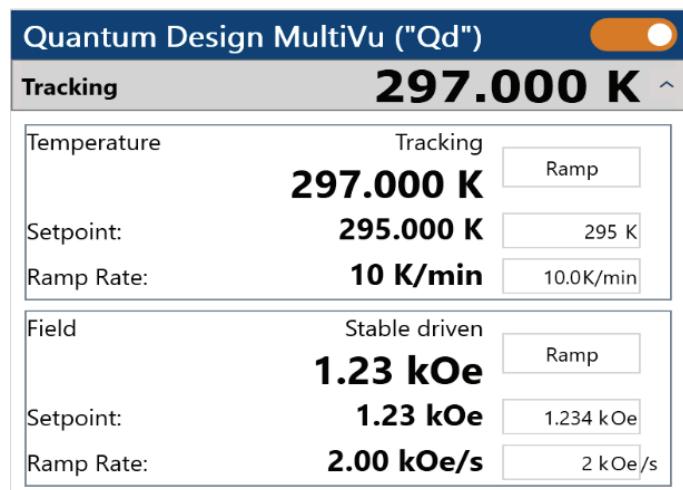 Quantum Design MultiVu ("Qd")
Tracking 297.000 K
Temperature Tracking
297.000 K Ramp
Setpoint: 295.000 K 295 K
Ramp Rate: 10 K/min 10.0K/min
Field Stable driven
1.23 kOe Ramp
Setpoint: 1.23 kOe 1.234 kOe
Ramp Rate: 2.00 kOe/s 2 kOe/s